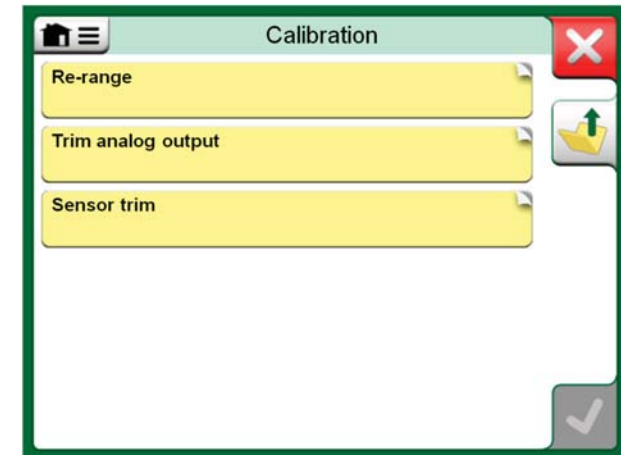 Calibration
Re-range
Trim analog output
Sensor trim